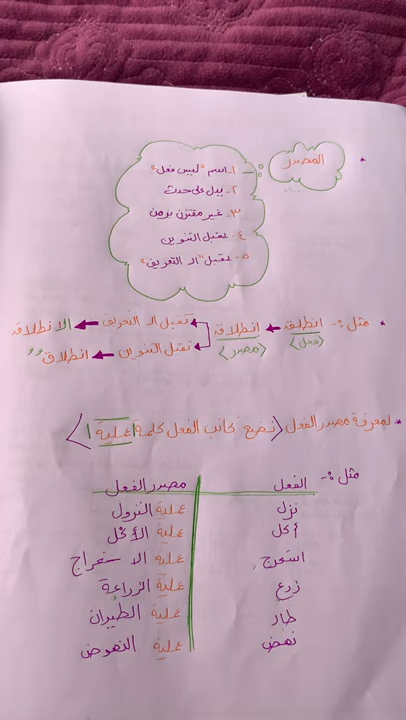 * المصدر
١- اسم "ليس فعل"
٢- يدل على حدث
٣- غير مقترن بزمن
٤- يقبل التنوين
٥- يقبل "الـ التعريف"
* مثل :- انطلق ← انطلاق ← تقبل الـ التعريف ← الانطلاق
<فعل> <مصدر> ← تقبل التنوين ← انطلاقٌ
* لمعرفة مصدر الفعل <نضع بجانب الفعل كلمة |عملية|>
مثل :- الفعل مصدر الفعل
نزل عملية النزول
أكل عملية الأكل
استخرج عملية الاستخراج
زرع عملية الزراعة
طار عملية الطيران
نهض عملية النهوض